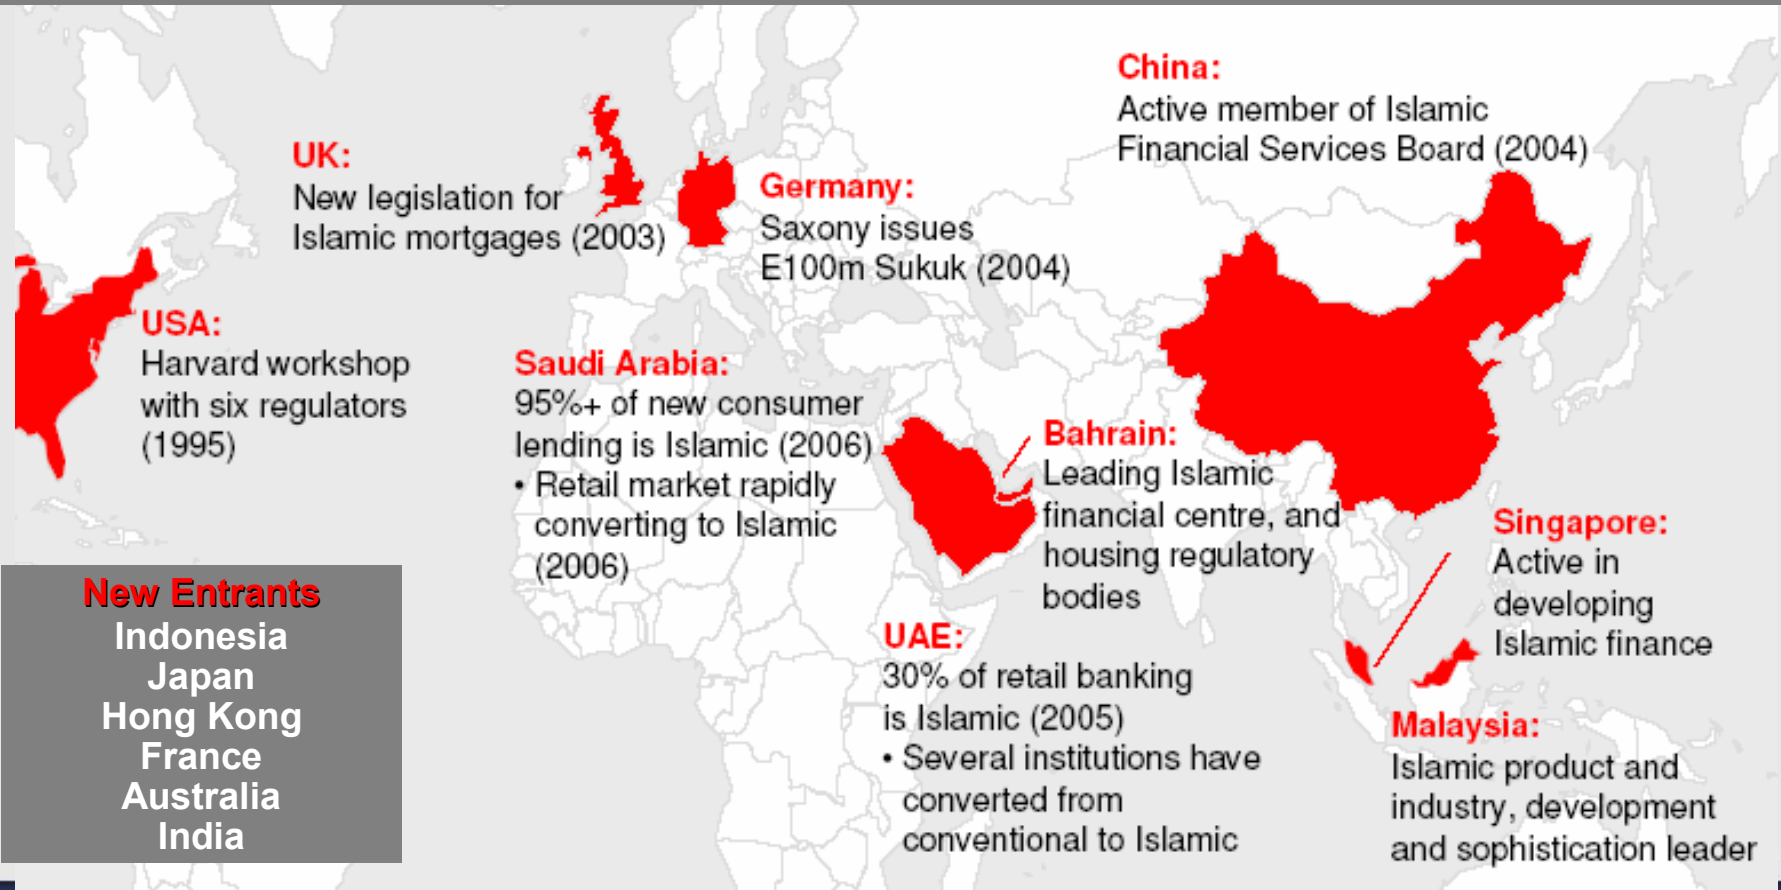 China:
Active member of Islamic
Financial Services Board (2004)
UK:
New legislation for
Islamic mortgages (2003)
Germany:
Saxony issues
E100m Sukuk (2004)
USA:
Harvard workshop
with six regulators
(1995)
Saudi Arabia:
95%+ of new consumer
lending is Islamic (2006)
• Retail market rapidly
converting to Islamic
(2006)
Bahrain:
Leading Islamic
financial centre, and
housing regulatory
bodies
Singapore:
Active in
developing
Islamic finance
New Entrants
Indonesia
Japan
Hong Kong
France
Australia
India
UAE:
30% of retail banking
is Islamic (2005)
• Several institutions have
converted from
conventional to Islamic
Malaysia:
Islamic product and
industry, development
and sophistication leader